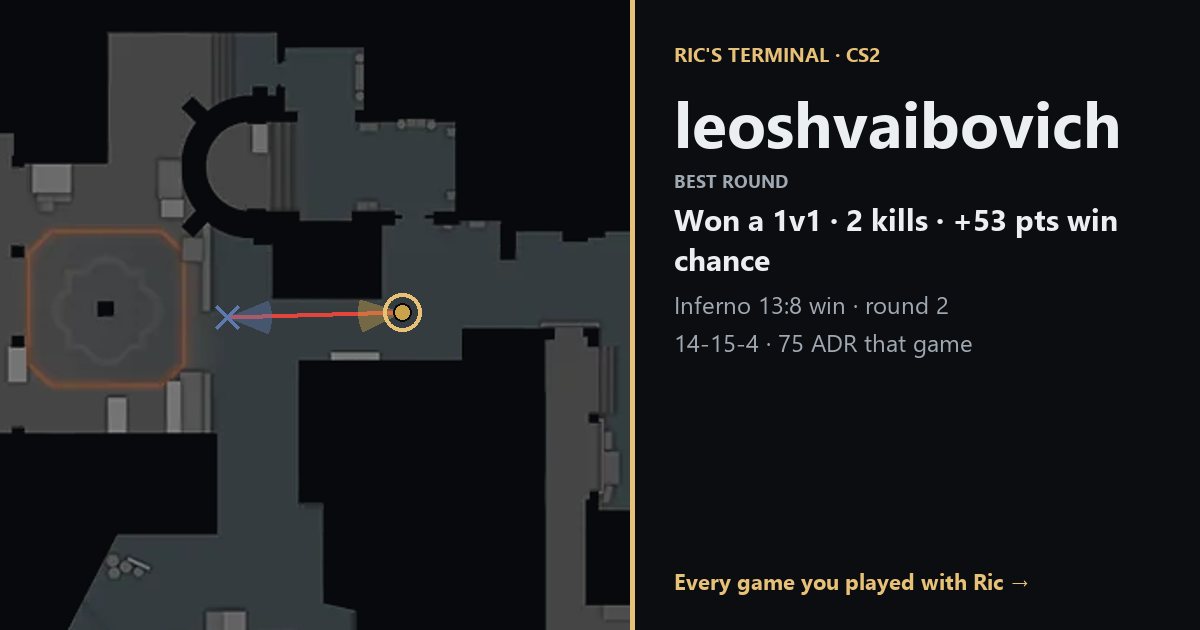 RIC'S TERMINAL · CS2
leoshvaibovich
BEST ROUND
Won a 1v1 · 2 kills · +53 pts win
chance
Inferno 13:8 win · round 2
14-15-4 · 75 ADR that game
Every game you played with Ric →